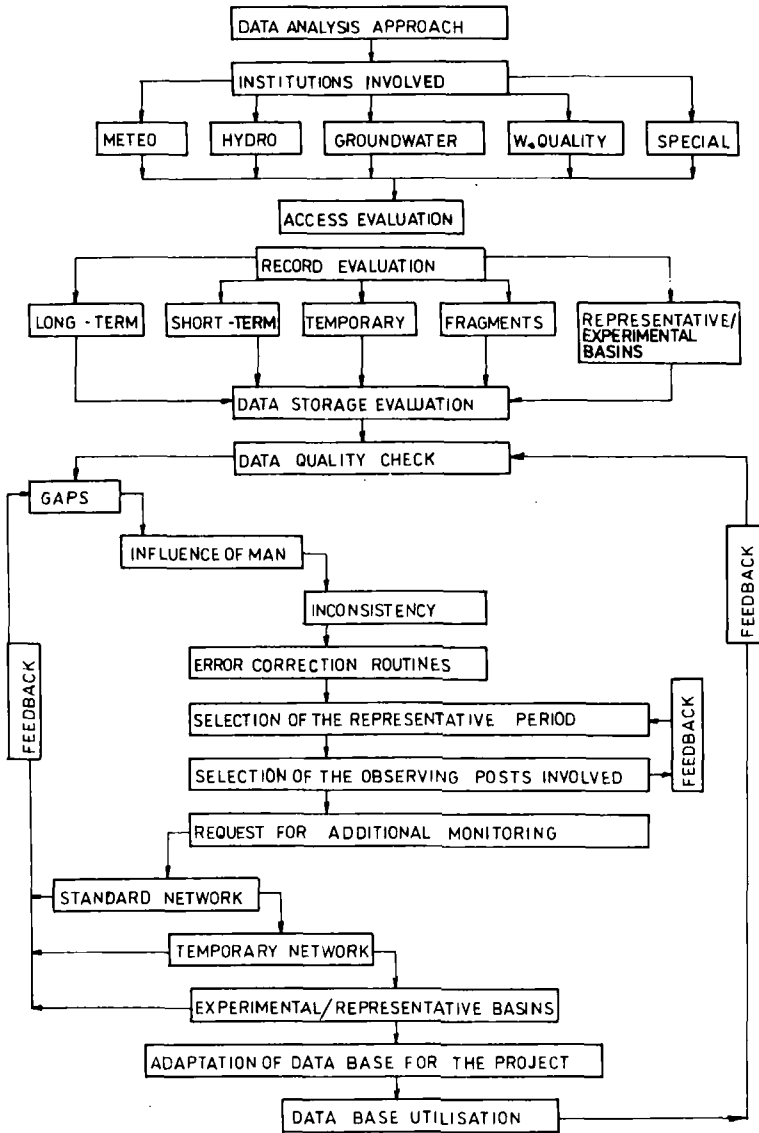 DATA ANALYSIS APPROACH
INSTITUTIONS INVOLVED
METEO
HYDRO
GROUNDWATER
W. QUALITY
SPECIAL
ACCESS EVALUATION
RECORD EVALUATION
LONG - TERM
SHORT - TERM
TEMPORARY
FRAGMENTS
REPRESENTATIVE/
EXPERIMENTAL
BASINS
DATA STORAGE EVALUATION
DATA QUALITY CHECK
GAPS
INFLUENCE OF MAN
INCONSISTENCY
ERROR CORRECTION ROUTINES
SELECTION OF THE REPRESENTATIVE PERIOD
SELECTION OF THE OBSERVING POSTS INVOLVED
REQUEST FOR ADDITIONAL MONITORING
STANDARD NETWORK
TEMPORARY NETWORK
EXPERIMENTAL/REPRESENTATIVE BASINS
ADAPTATION OF DATA BASE FOR THE PROJECT
DATA BASE UTILISATION
FEEDBACK
FEEDBACK
FEEDBACK